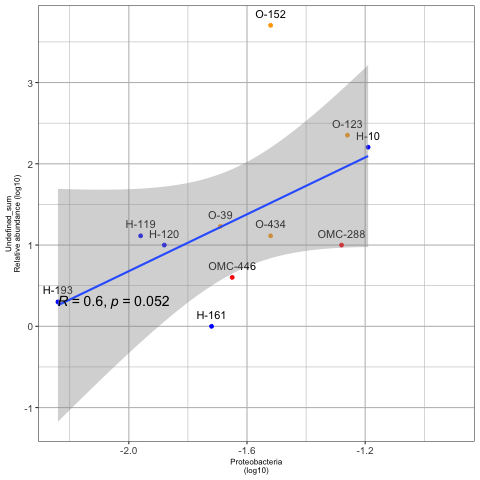 O-152
3
O-123
H-10
2
O-39
H-119
H-120
O-434
OMC-288
1
OMC-446
H-193
R = 0.6, p = 0.052
H-161
0
-1
-2.0
-1.6
-1.2
Proteobacteria
(log10)
Undefined_sum
Relative abundance (log10)